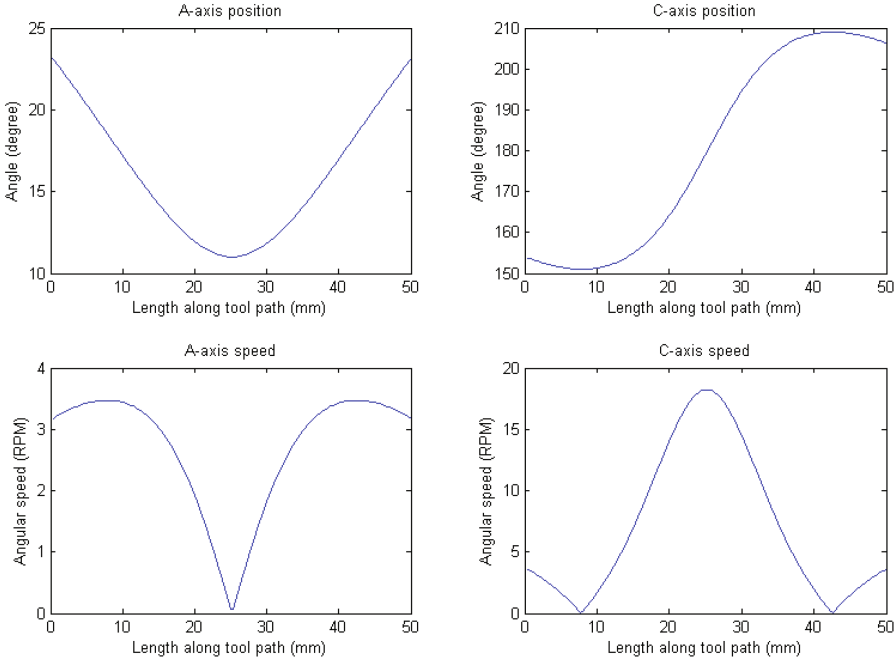 A-axis position
25
20
15
10
Angle (degree)
0 10 20 30 40 50
Length along tool path (mm)
C-axis position
210
200
190
180
170
160
150
Angle (degree)
0 10 20 30 40 50
Length along tool path (mm)
A-axis speed
4
3
2
1
0
Angular speed (RPM)
0 10 20 30 40 50
Length along tool path (mm)
C-axis speed
20
15
10
5
0
Angular speed (RPM)
0 10 20 30 40 50
Length along tool path (mm)